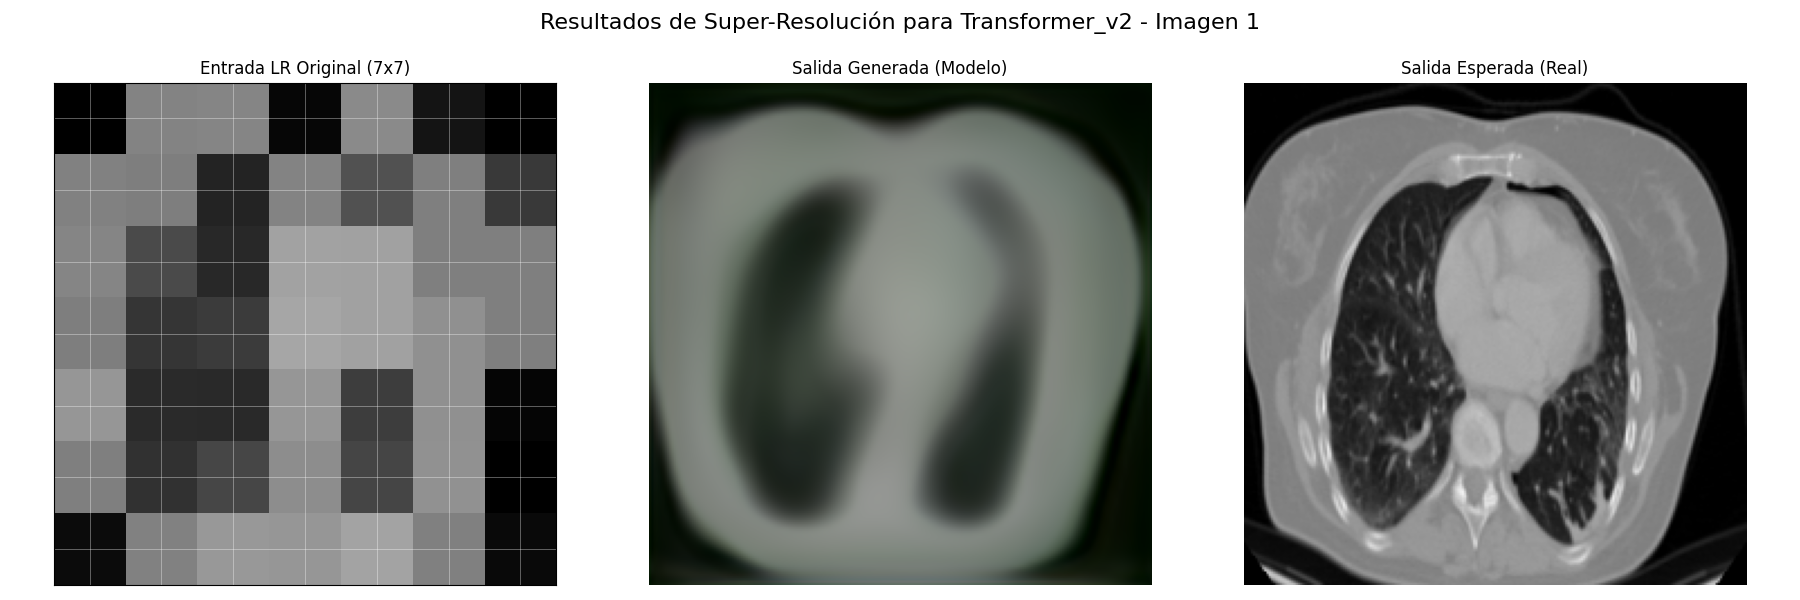 Resultados de Super-Resolución para Transformer_v2 - Imagen 1
Entrada LR Original (7x7)
Salida Generada (Modelo)
Salida Esperada (Real)